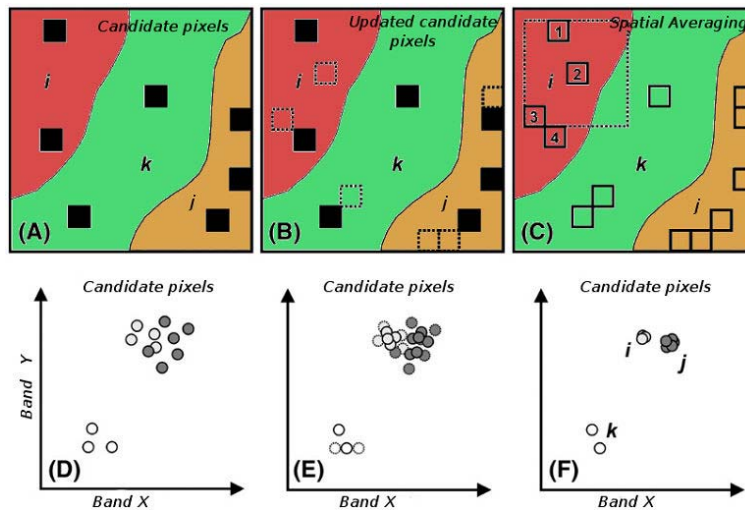 Candidate pixels
i
k
j
(A)
Updated candidate
pixels
i
k
j
(B)
Spatial Averaging
1
i
2
3
4
k
j
(C)
Candidate pixels
Band Y
(D)
Band X
Candidate pixels
(E)
Band X
Candidate pixels
i
j
k
(F)
Band X